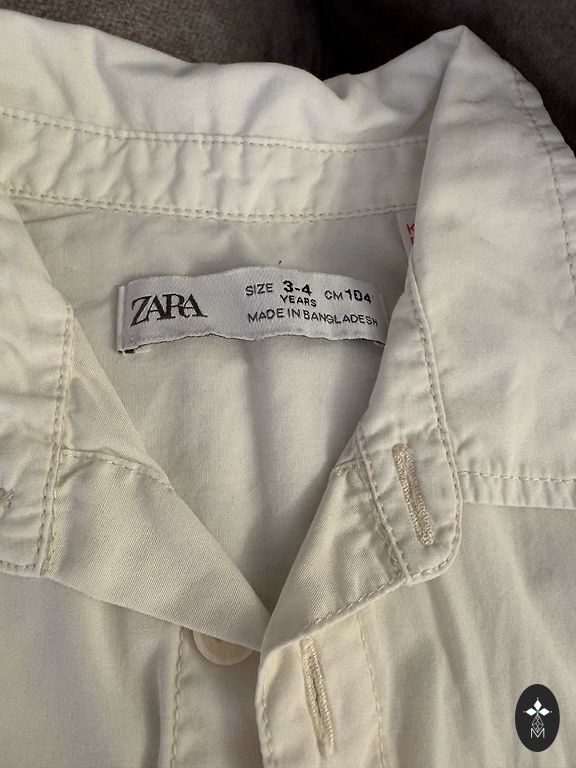 ZARA
SIZE 3-4 CM 104
YEARS
MADE IN BANGLADESH
M